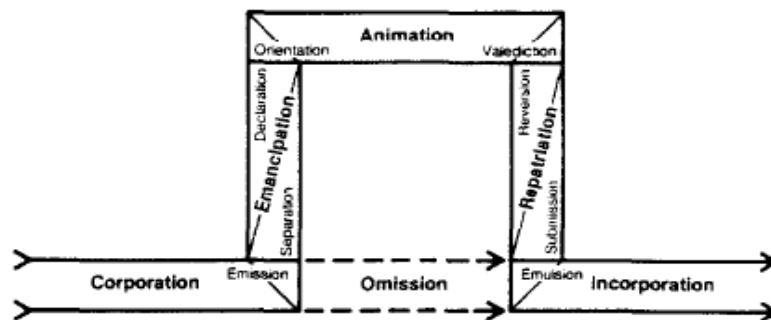 Animation
Orientation
Valediction
Declaration
Emancipation
Separation
Reversion
Repatriation
Submission
Corporation
Emission
Omission
Emulsion
Incorporation